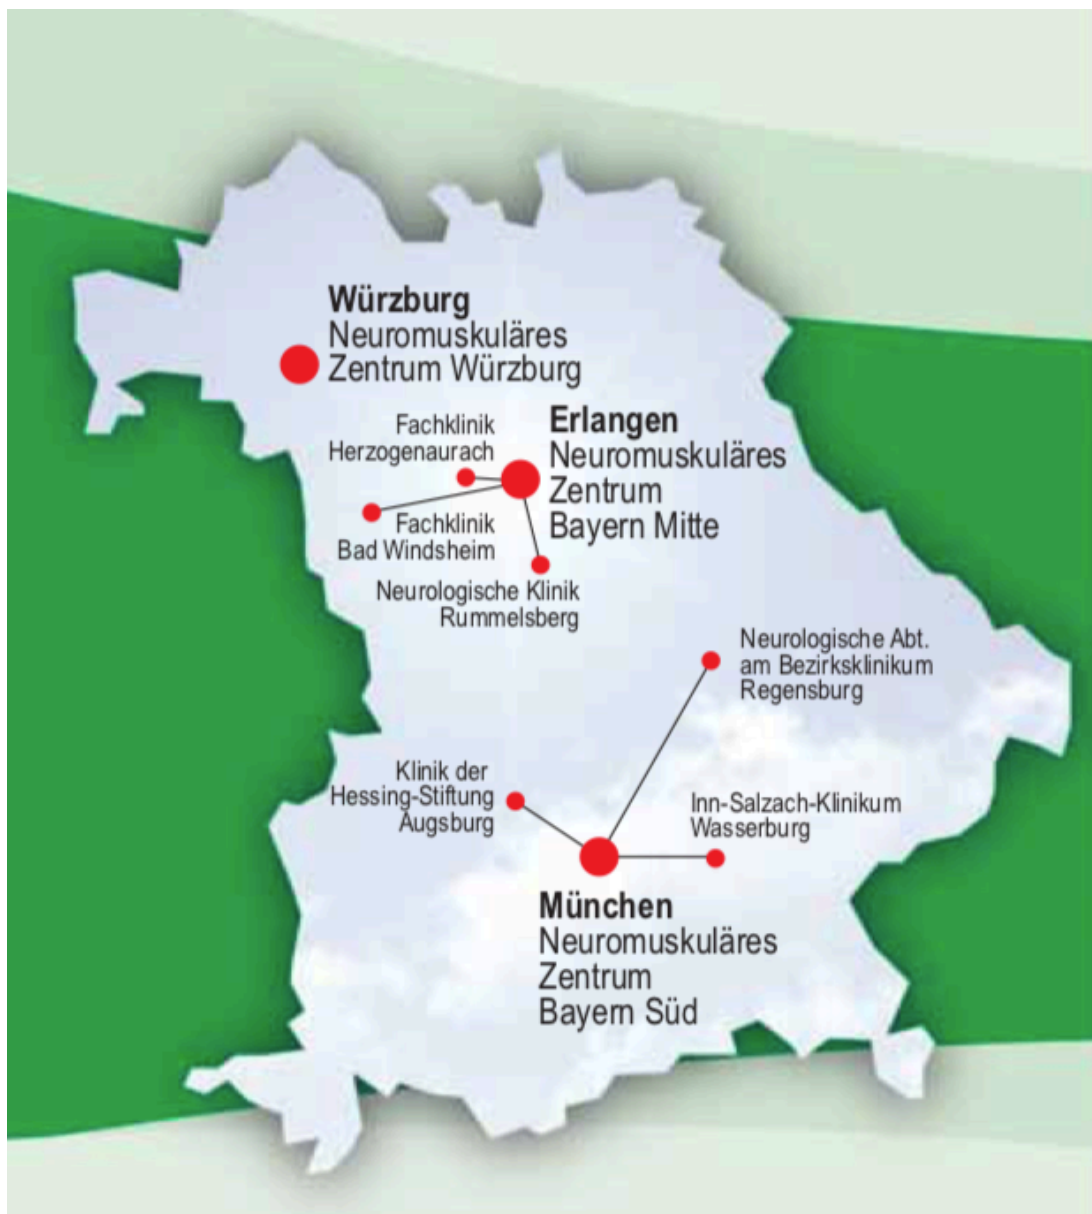 Würzburg
Neuromuskuläres
Zentrum Würzburg
Fachklinik
Herzogenaurach
Erlangen
Neuromuskuläres
Zentrum
Bayern Mitte
Fachklinik
Bad Windsheim
Neurologische Klinik
Rummelsberg
Neurologische Abt.
am Bezirksklinikum
Regensburg
Klinik der
Hessing-Stiftung
Augsburg
Inn-Salzach-Klinikum
Wasserburg
München
Neuromuskuläres
Zentrum
Bayern Süd